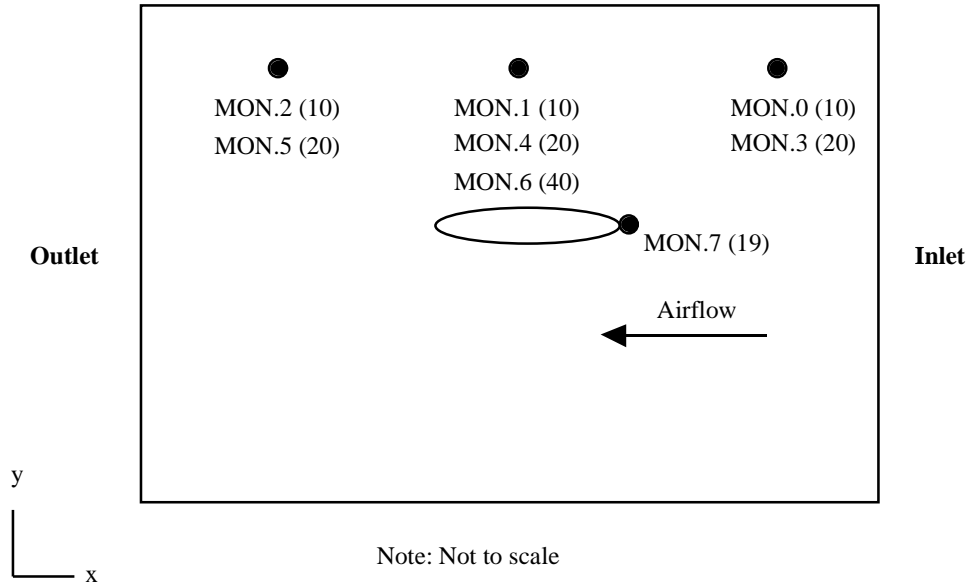 MON.2 (10)
MON.5 (20)
MON.1 (10)
MON.4 (20)
MON.6 (40)
MON.0 (10)
MON.3 (20)
MON.7 (19)
Outlet
Inlet
Airflow
y
x
Note: Not to scale